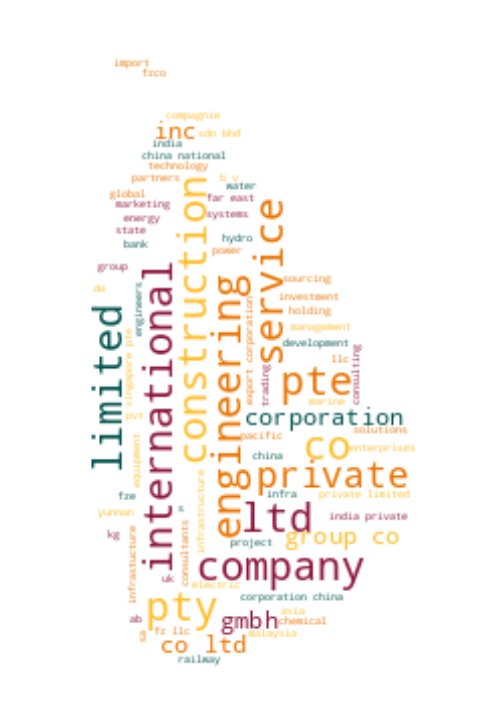 import
fzco
compagnie
inc
sdn bhd
india
china national
technology
partners
b v
water
global
far east
marketing
systems
energy
state
hydro
bank
power
construction
service
group
international
engineering
sourcing
de
engineers
investment
limited
export corporation
holding
management
development
singapore pte
llc
consulting
trading
pte
marine
pvt
corporation
solutions
pacific
co
enterprises
equipment
china
private
fze
infra
private limited
yunnan
infrastructure
s
ltd
india private
kg
infrastucture
consultants
project
group co
company
uk
electric
corporation china
pty
asia
ab
gmbh
chemical
sa
fz llc
malaysia
co ltd
railway